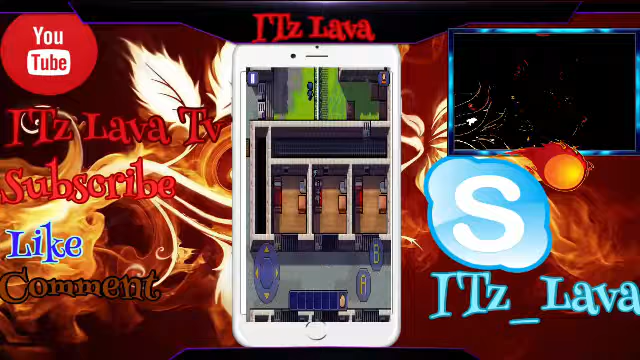 ITz Lava
You
Tube
ITz Lava Tv
Subscribe
Like
Comment
S
ITz_Lava
B
A